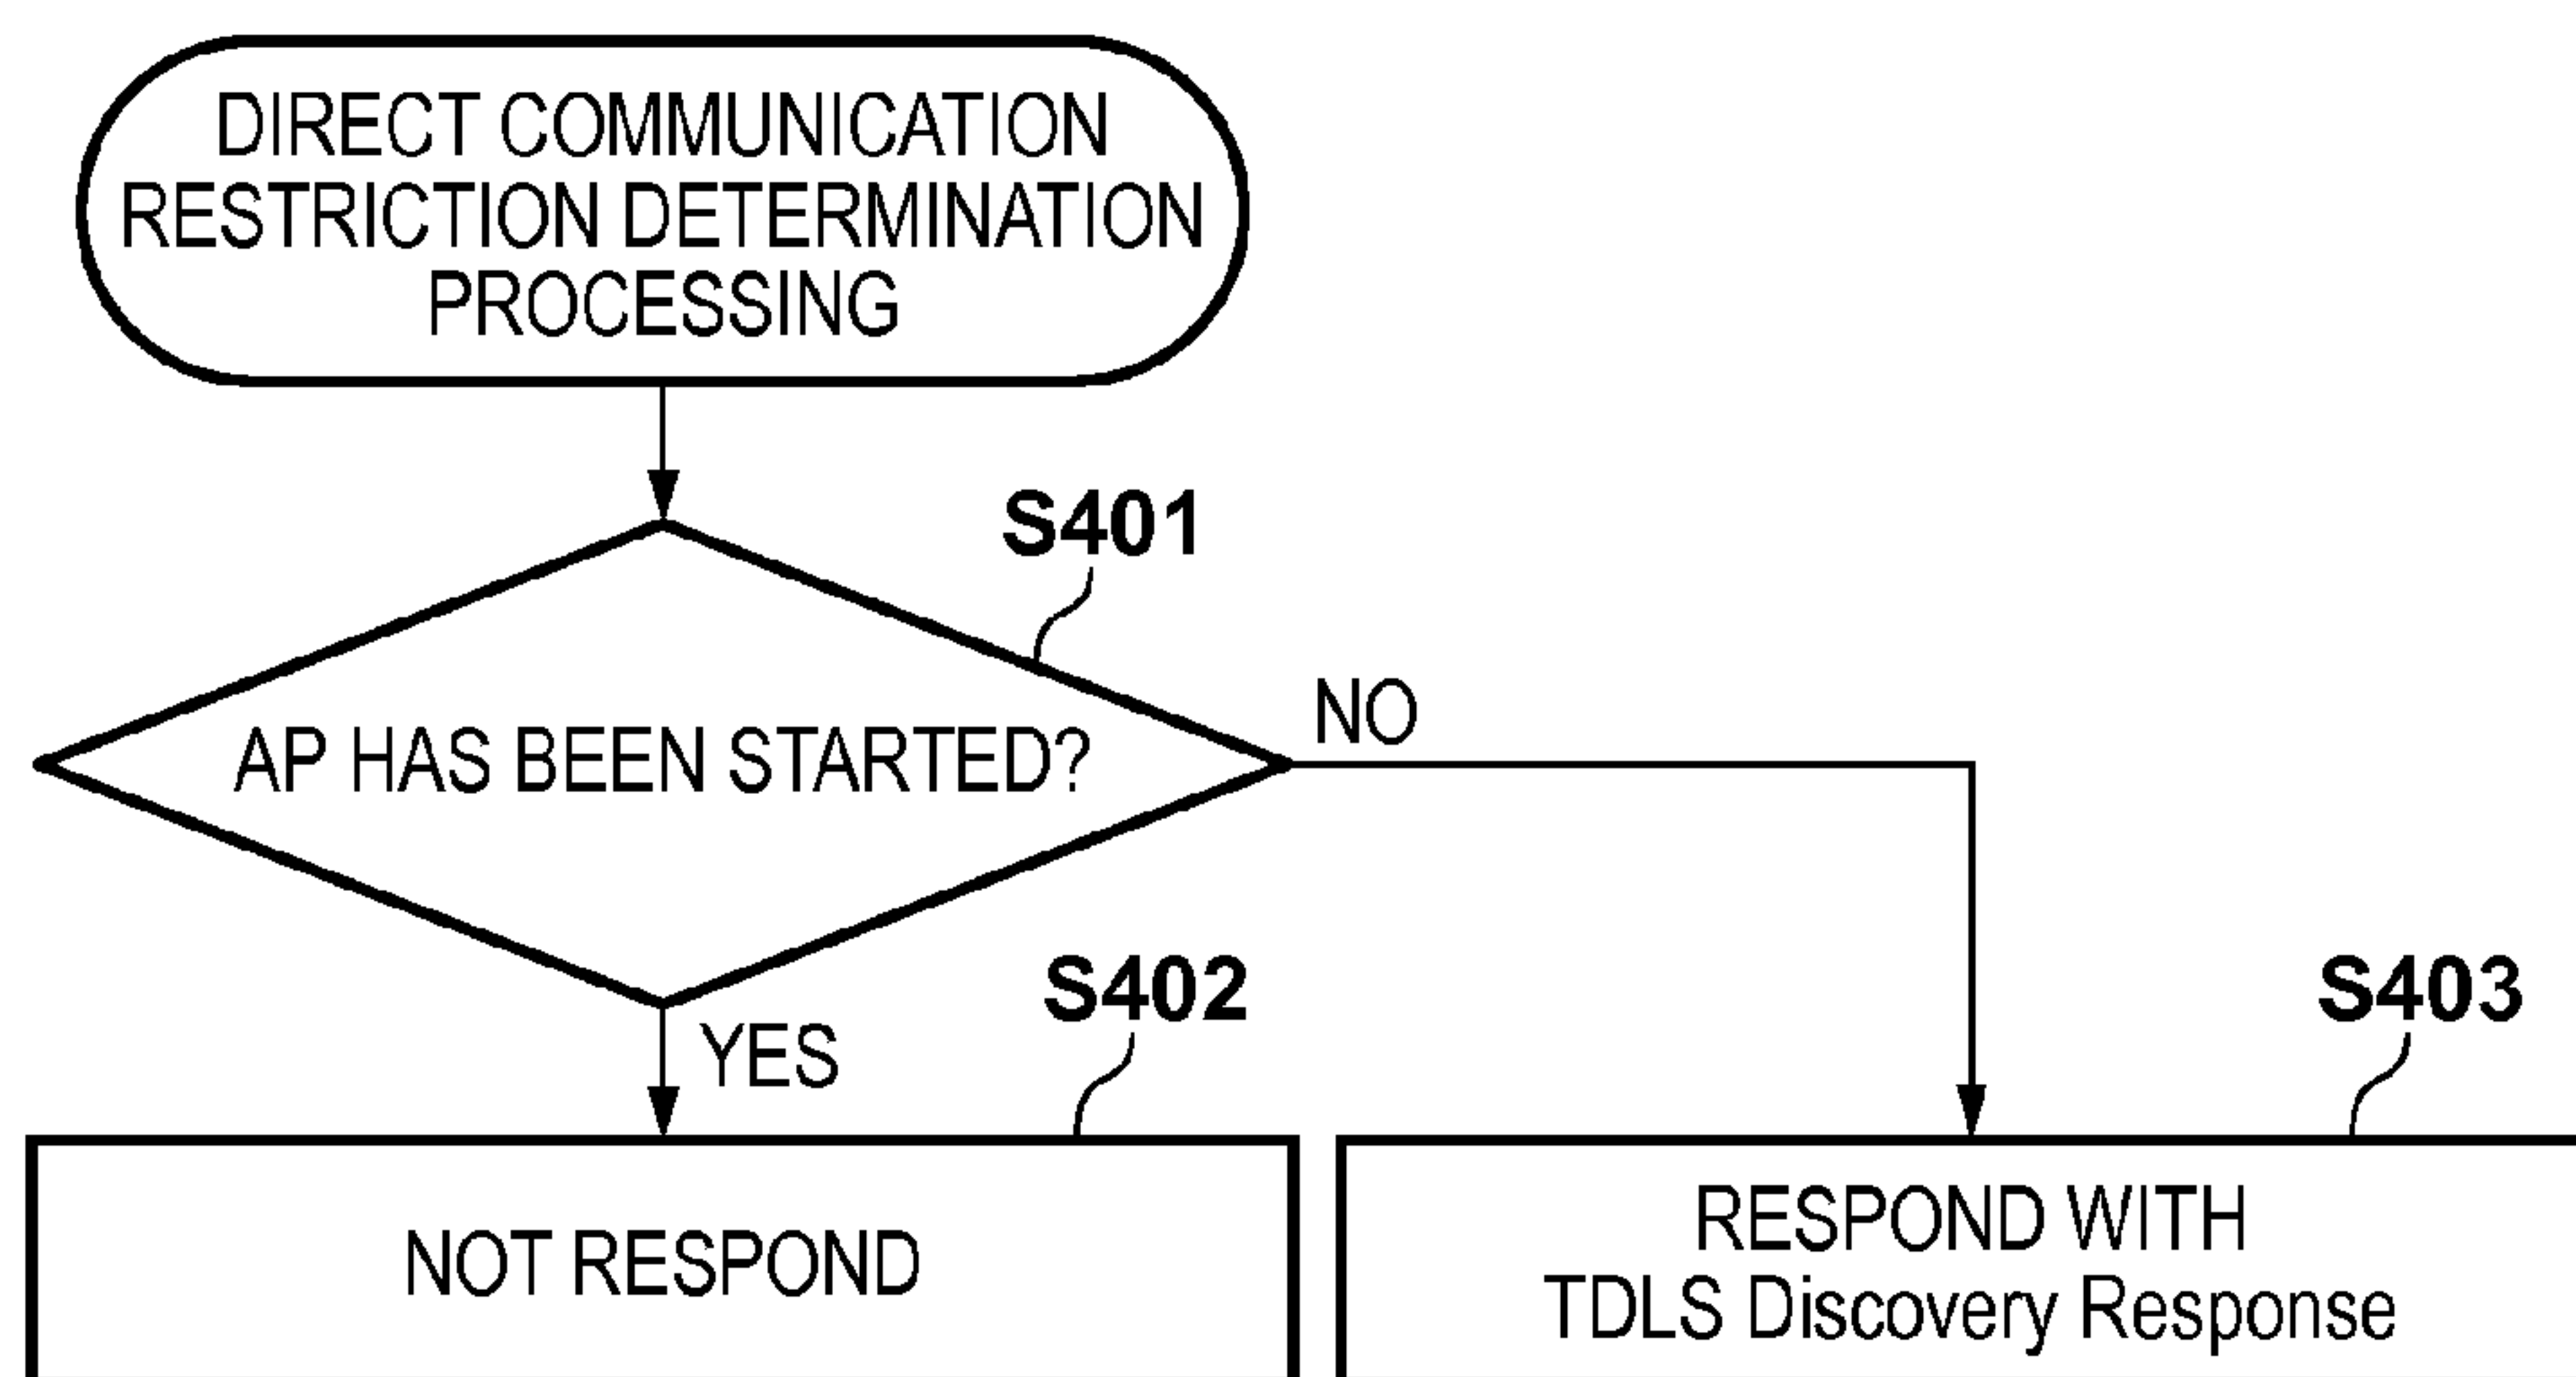 DIRECT COMMUNICATION
RESTRICTION DETERMINATION
PROCESSING
S401
AP HAS BEEN STARTED?
NO
YES
S402
S403
NOT RESPOND
RESPOND WITH
TDLS Discovery Response